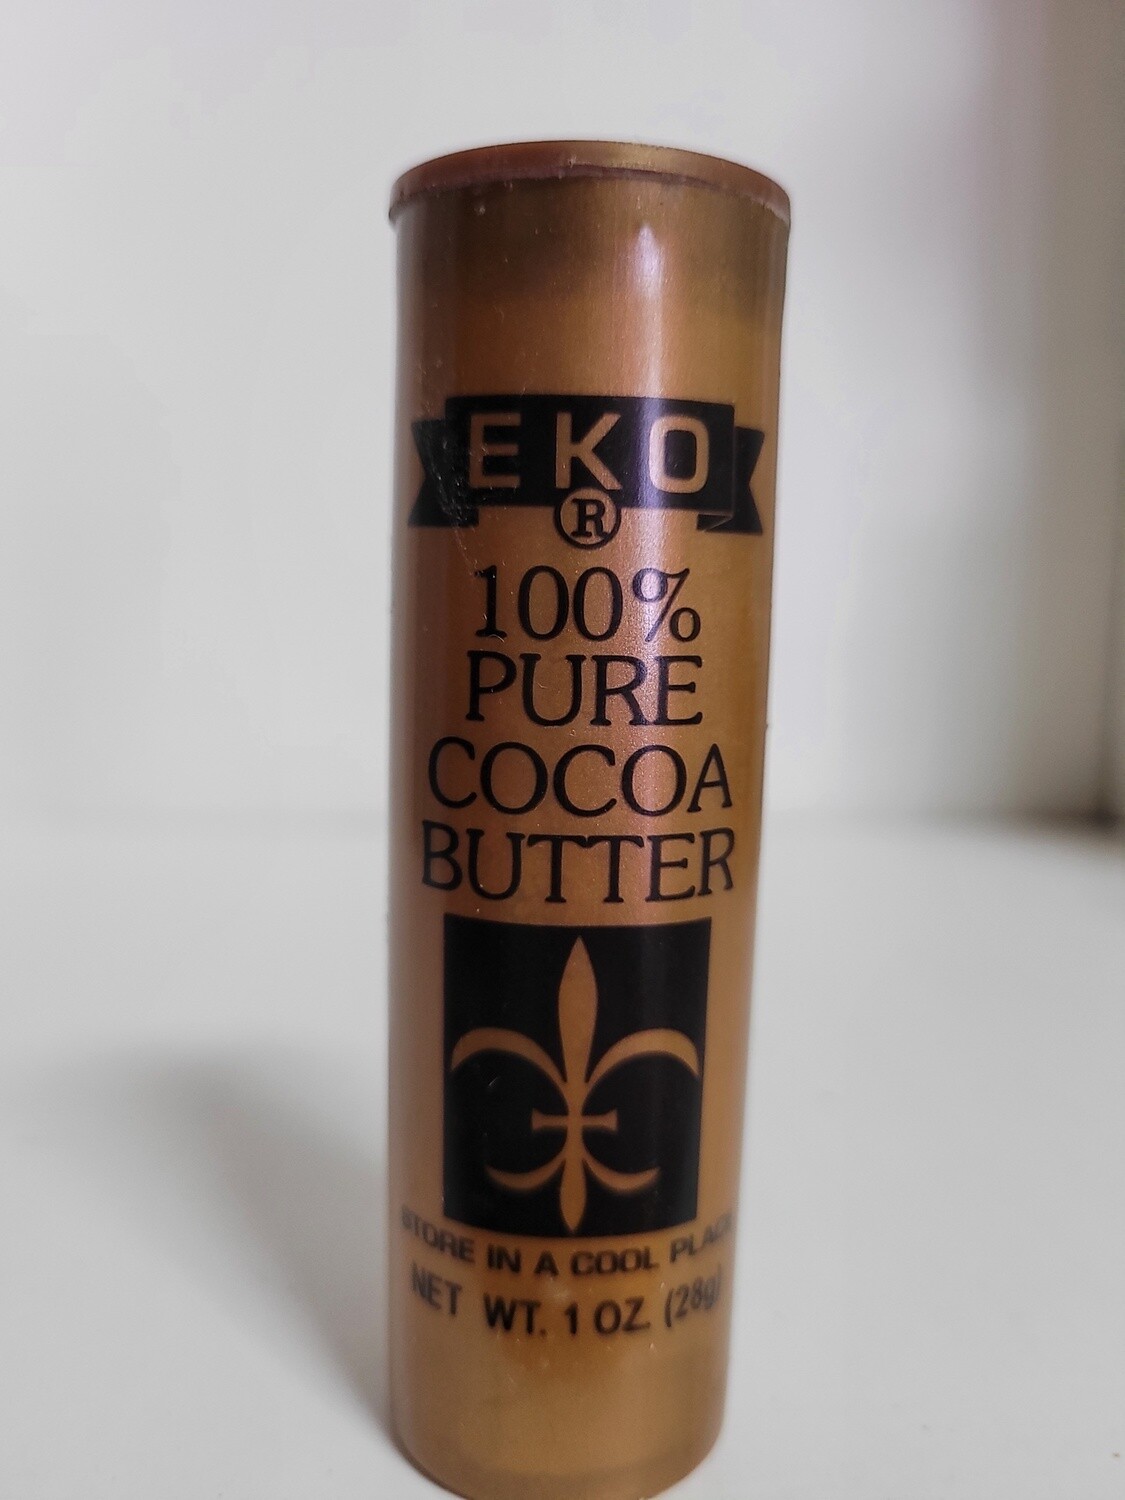 EKO
®
100%
PURE
COCOA
BUTTER
STORE IN A COOL PLACE
NET WT. 1 OZ. (28g)